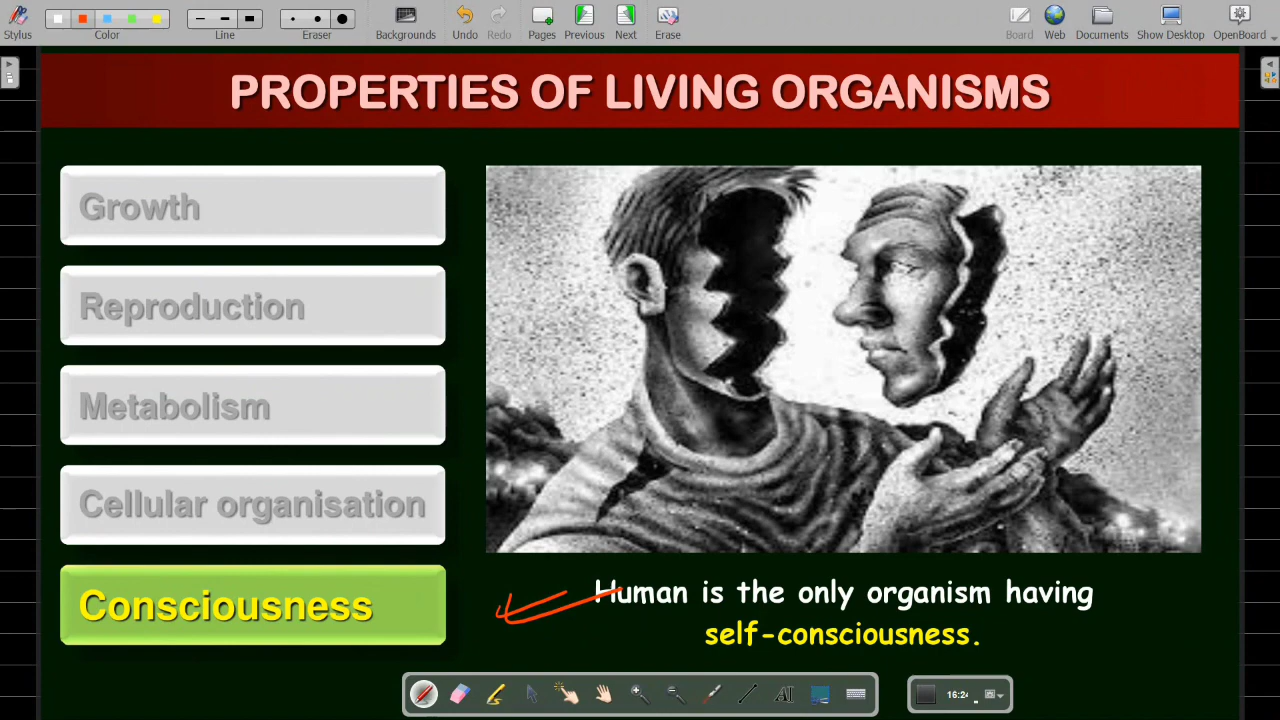 Stylus
Color
Line
Eraser
Backgrounds
Undo
Redo
Pages
Previous
Next
Erase
Board
Web
Documents
Show Desktop
OpenBoard
PROPERTIES OF LIVING ORGANISMS
Growth
Reproduction
Metabolism
Cellular organisation
Consciousness
Human is the only organism having
self-consciousness.
AI